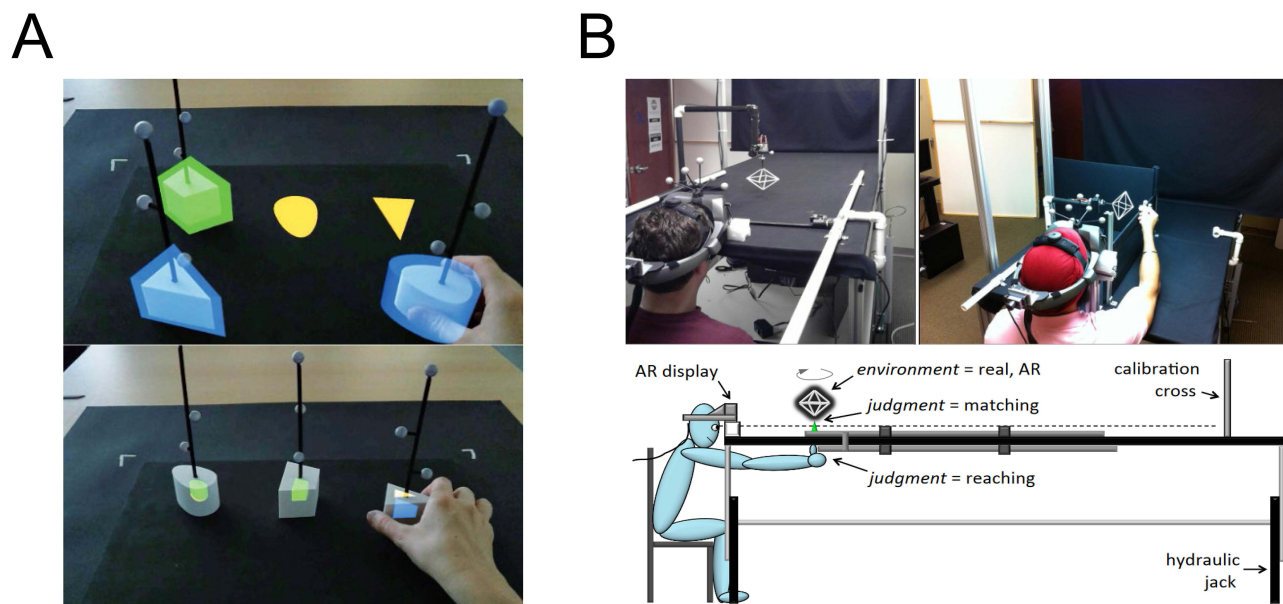 A
B
AR display
environment = real, AR
judgment = matching
calibration
cross
judgment = reaching
hydraulic
jack